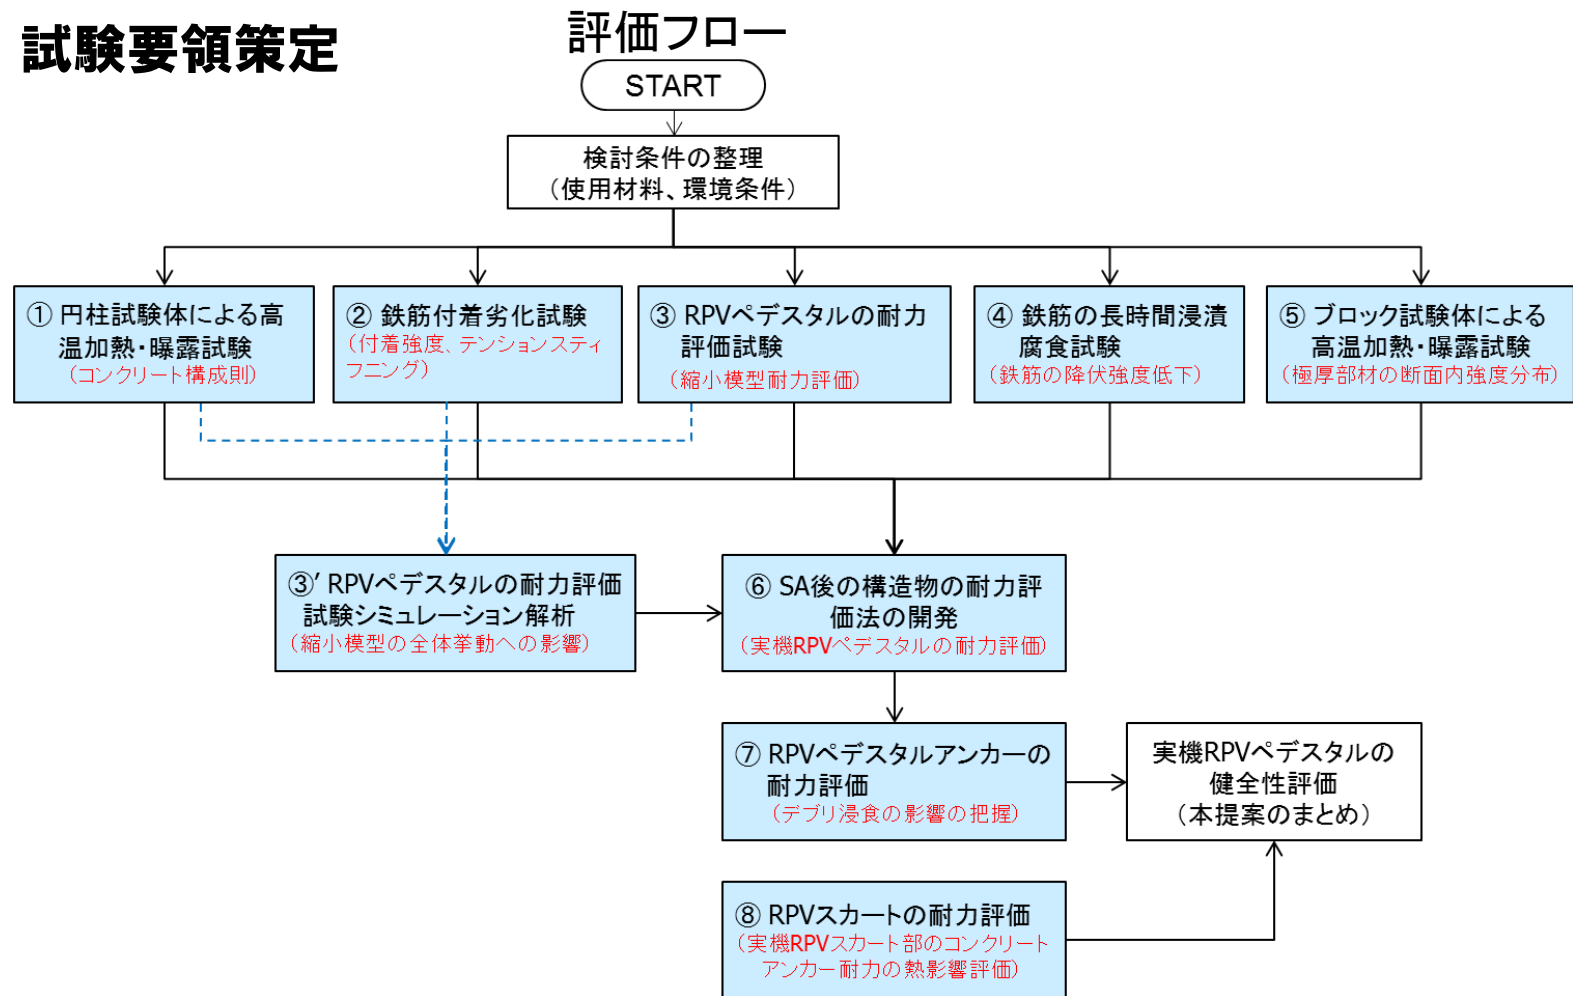 試験要領策定
評価フロー
START
検討条件の整理
（使用材料、環境条件）
① 円柱試験体による高
温加熱・曝露試験
（コンクリート構成則）
② 鉄筋付着劣化試験
（付着強度、テンションスティ
フニング）
③ RPVペデスタルの耐力
評価試験
（縮小模型耐力評価）
④ 鉄筋の長時間浸漬
腐食試験
（鉄筋の降伏強度低下）
⑤ ブロック試験体による
高温加熱・曝露試験
（極厚部材の断面内強度分布）
③’ RPVペデスタルの耐力評価
試験シミュレーション解析
（縮小模型の全体挙動への影響）
⑥ SA後の構造物の耐力評
価法の開発
（実機RPVペデスタルの耐力評価）
⑦ RPVペデスタルアンカーの
耐力評価
（デブリ浸食の影響の把握）
実機RPVペデスタルの
健全性評価
（本提案のまとめ）
⑧ RPVスカートの耐力評価
（実機RPVスカート部のコンクリート
アンカー耐力の熱影響評価）